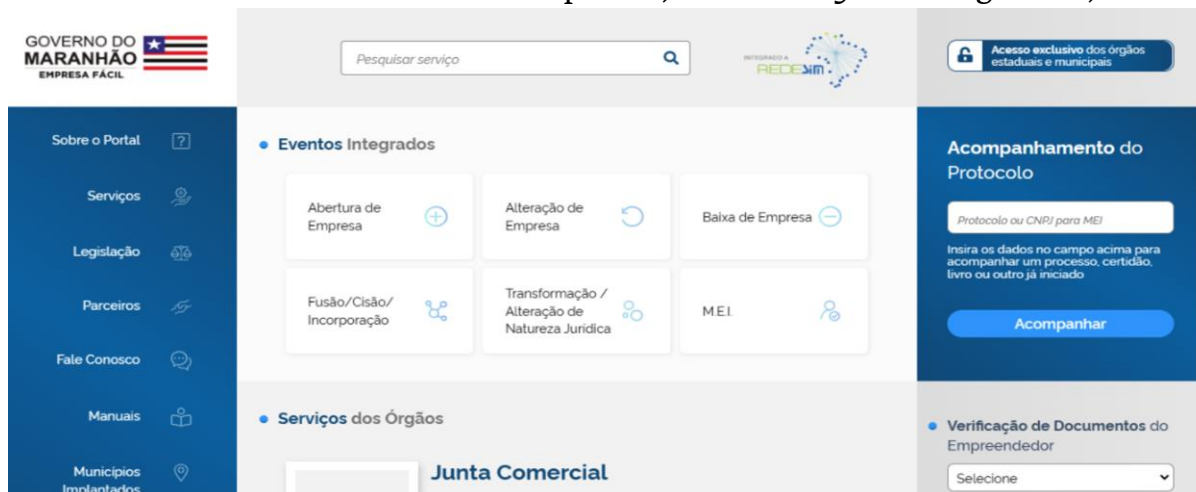 GOVERNO DO
MARANHÃO
EMPRESA FÁCIL
Pesquisar serviço
INTEGRADO A
REDESIM
Acesso exclusivo dos órgãos
estaduais e municipais
Sobre o Portal
Serviços
Legislação
Parceiros
Fale Conosco
Manuais
Municípios
Implantados
Eventos Integrados
Abertura de
Empresa
Alteração de
Empresa
Baixa de Empresa
Fusão/Cisão/
Incorporação
Transformação /
Alteração de
Natureza Jurídica
M.E.I.
Serviços dos Órgãos
Junta Comercial
Acompanhamento do
Protocolo
Protocolo ou CNPJ para MEI
Insira os dados no campo acima para
acompanhar um processo, certidão,
livro ou outro já iniciado
Acompanhar
Verificação de Documentos do
Empreendedor
Selecione